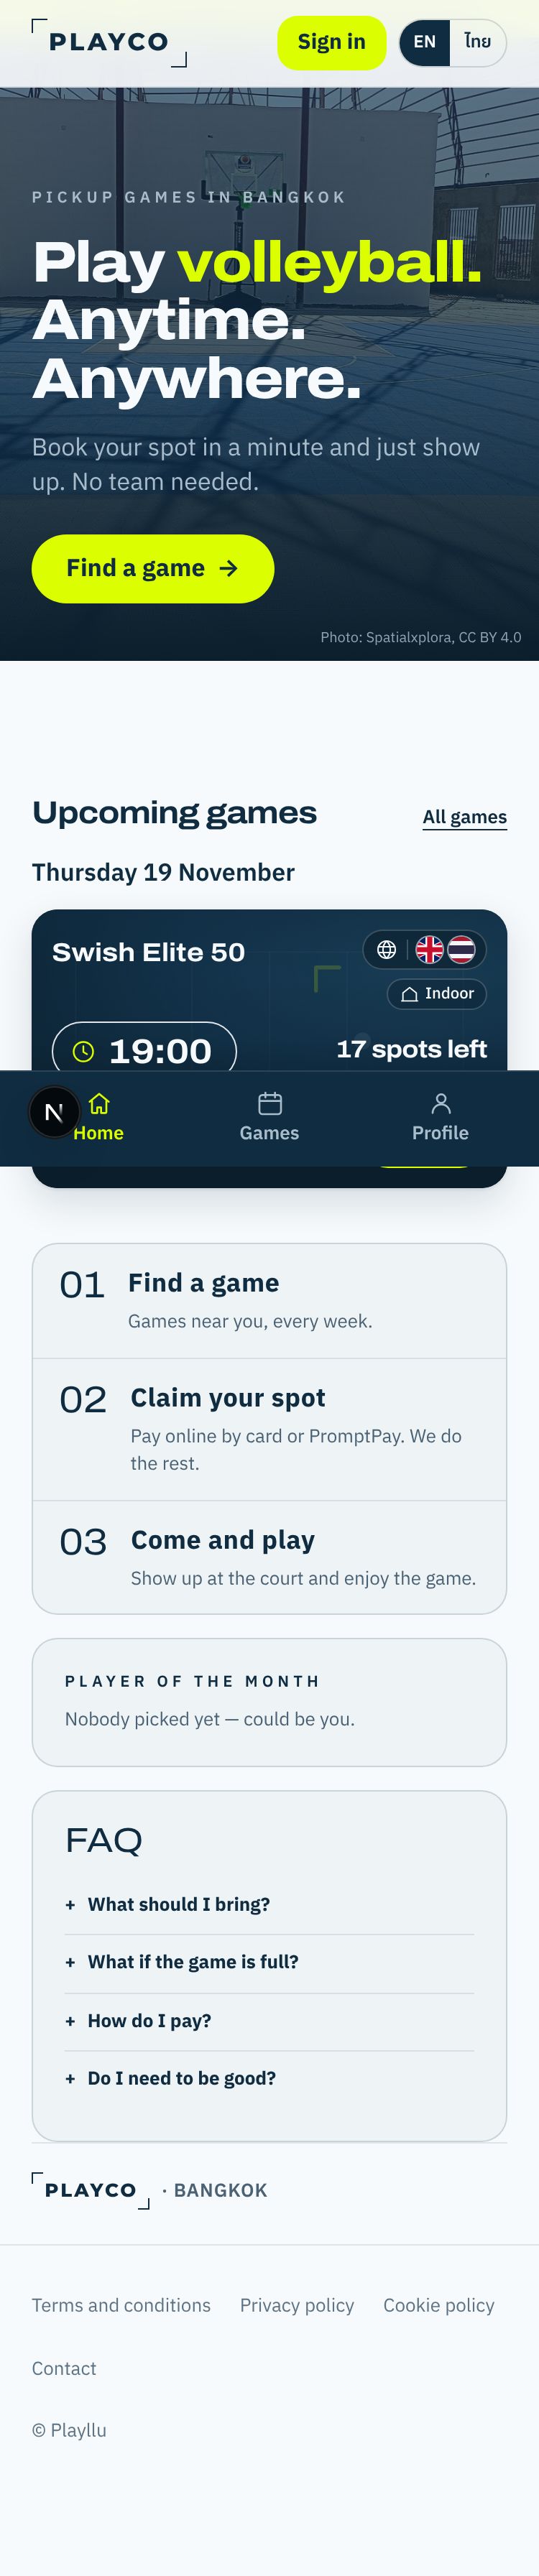 PLAYCO
Sign in
EN
ไทย
PICKUP GAMES IN BANGKOK
Play volleyball.
Anytime.
Anywhere.
Book your spot in a minute and just show
up. No team needed.
Find a game →
Photo: Spatialxplora, CC BY 4.0
Upcoming games
All games
Thursday 19 November
Swish Elite 50
Indoor
19:00
17 spots left
N
Home
Games
Profile
01 Find a game
Games near you, every week.
02 Claim your spot
Pay online by card or PromptPay. We do
the rest.
03 Come and play
Show up at the court and enjoy the game.
PLAYER OF THE MONTH
Nobody picked yet — could be you.
FAQ
+ What should I bring?
+ What if the game is full?
+ How do I pay?
+ Do I need to be good?
PLAYCO · BANGKOK
Terms and conditions Privacy policy Cookie policy
Contact
© Playllu